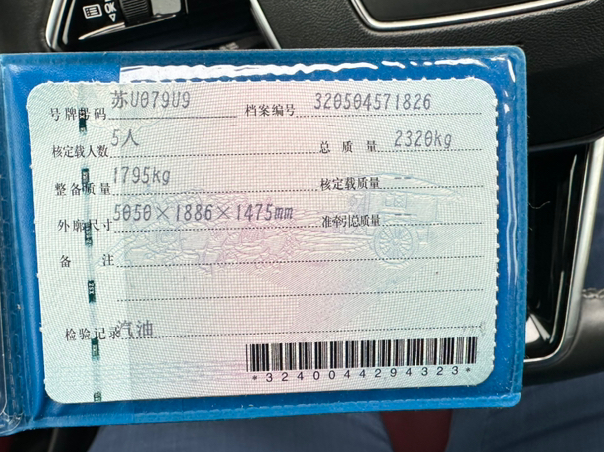 号牌号码 苏U079U9 档案编号 320504571826
核定载人数 5人 总质量 2320kg
整备质量 1795kg 核定载质量
外廓尺寸 5050×1886×1475mm 准牵引总质量
备注
检验记录 汽油
*3240044294323*